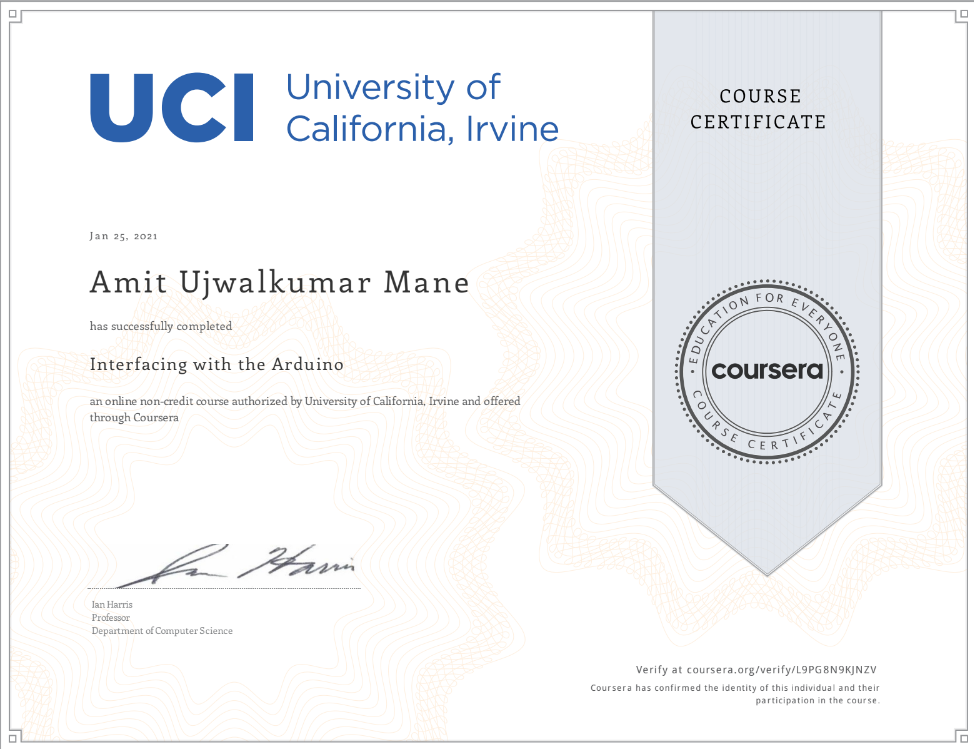 UCI University of
California, Irvine
COURSE
CERTIFICATE
Jan 25, 2021
Amit Ujwalkumar Mane
has successfully completed
Interfacing with the Arduino
an online non-credit course authorized by University of California, Irvine and offered
through Coursera
EDUCATION FOR EVERYONE
coursera
COURSE CERTIFICATE
Ian Harris
Ian Harris
Professor
Department of Computer Science
Verify at coursera.org/verify/L9PG8N9KJNZV
Coursera has confirmed the identity of this individual and their
participation in the course.